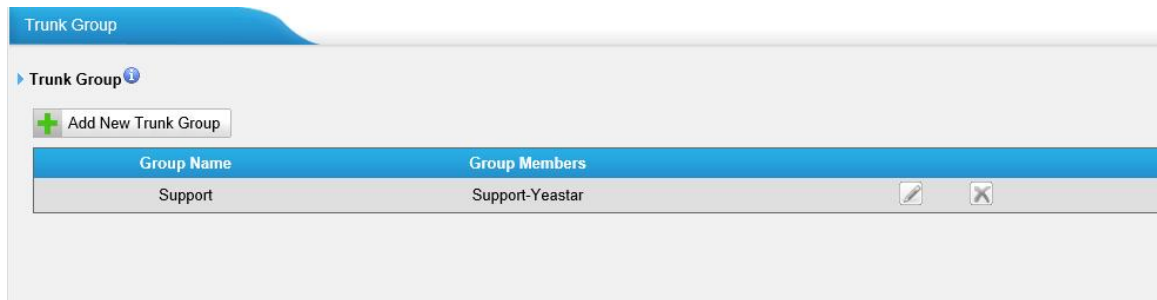 Trunk Group
Trunk Group
Add New Trunk Group
Group Name Group Members
Support Support-Yeastar